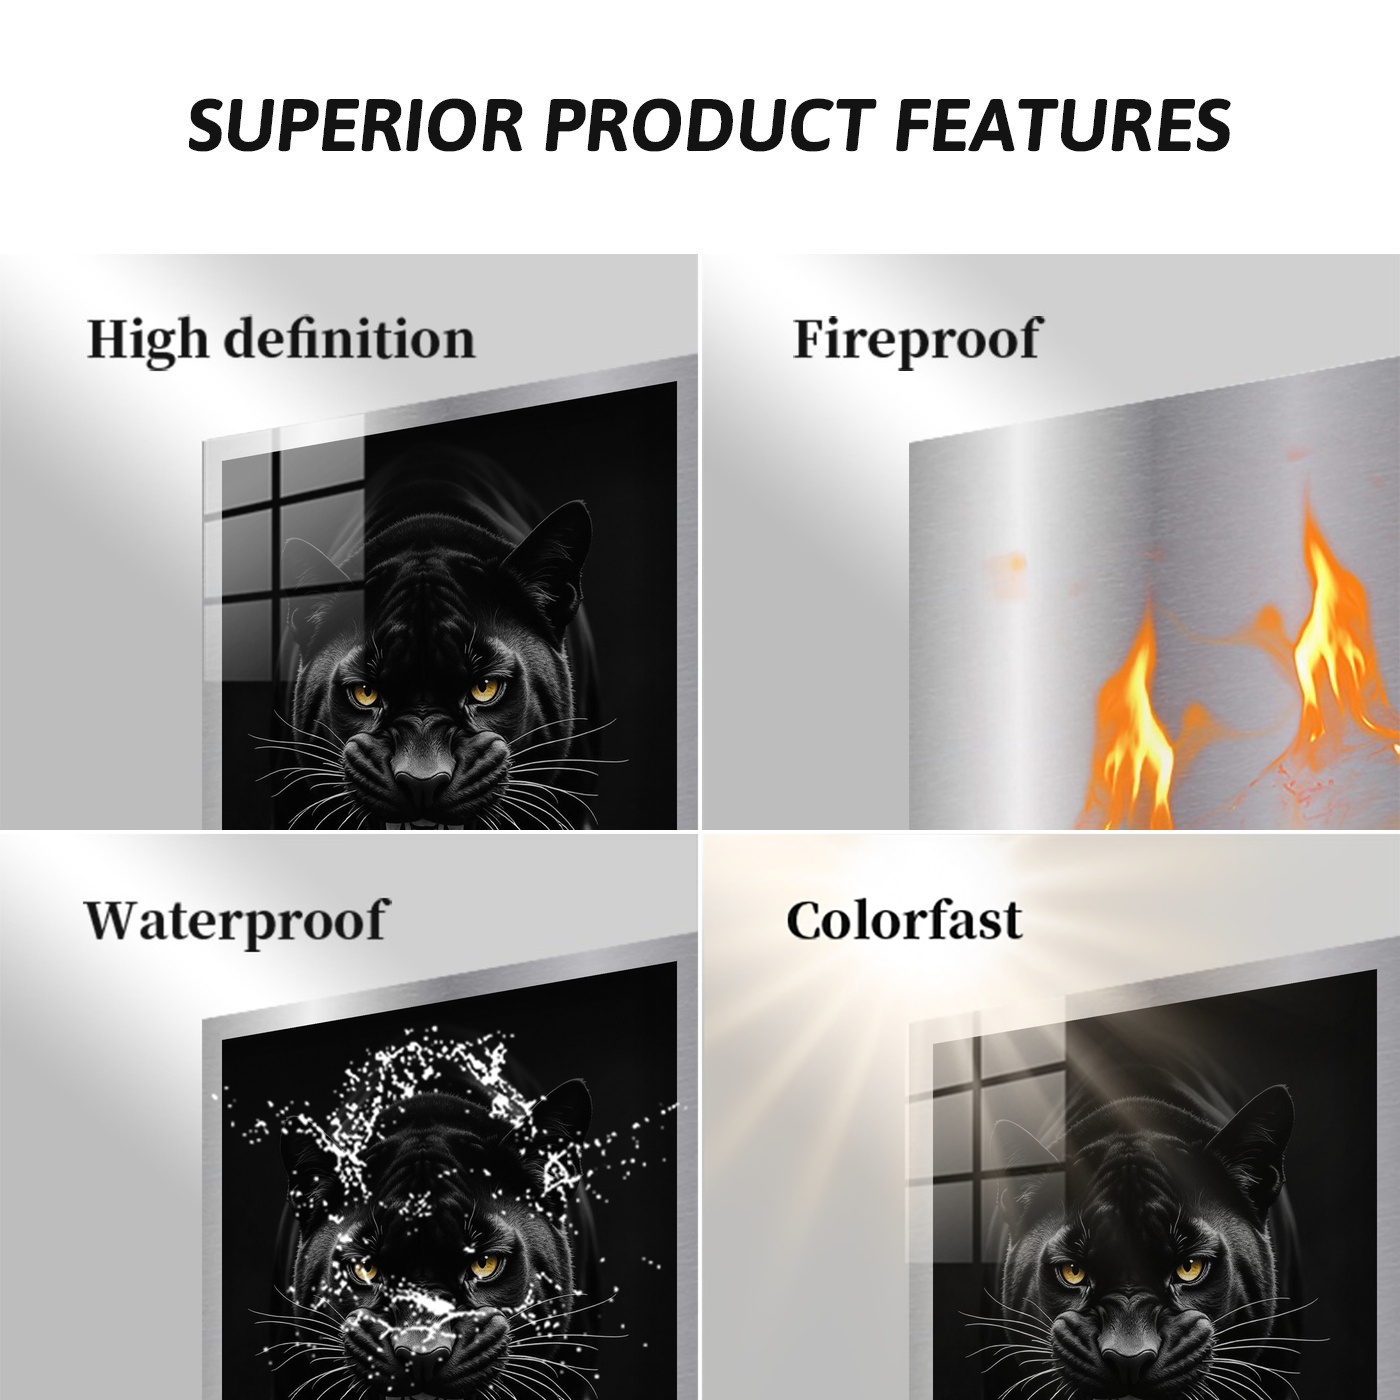 SUPERIOR PRODUCT FEATURES
High definition
Fireproof
Waterproof
Colorfast